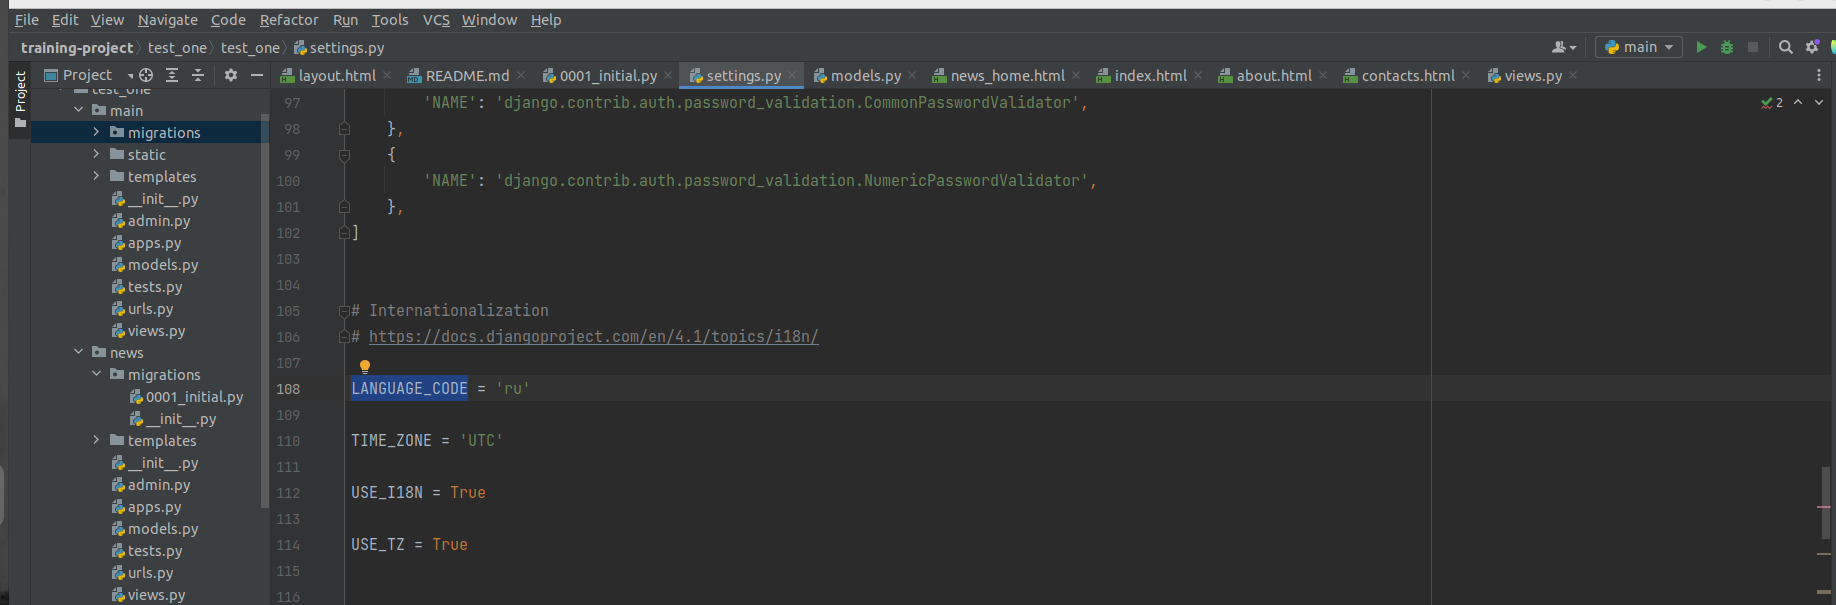 File Edit View Navigate Code Refactor Run Tools VCS Window Help
training-project test_one test_one settings.py
main
Project
Project
layout.html README.md 0001_initial.py settings.py models.py news_home.html index.html about.html contacts.html views.py
test_one
main
migrations
static
templates
__init__.py
admin.py
apps.py
models.py
tests.py
urls.py
views.py
news
migrations
0001_initial.py
__init__.py
templates
__init__.py
admin.py
apps.py
models.py
tests.py
urls.py
views.py
2
97 'NAME': 'django.contrib.auth.password_validation.CommonPasswordValidator',
98 },
99 {
100 'NAME': 'django.contrib.auth.password_validation.NumericPasswordValidator',
101 },
102 ]
103
104
105 # Internationalization
106 # https://docs.djangoproject.com/en/4.1/topics/i18n/
107
108 LANGUAGE_CODE = 'ru'
109
110 TIME_ZONE = 'UTC'
111
112 USE_I18N = True
113
114 USE_TZ = True
115
116